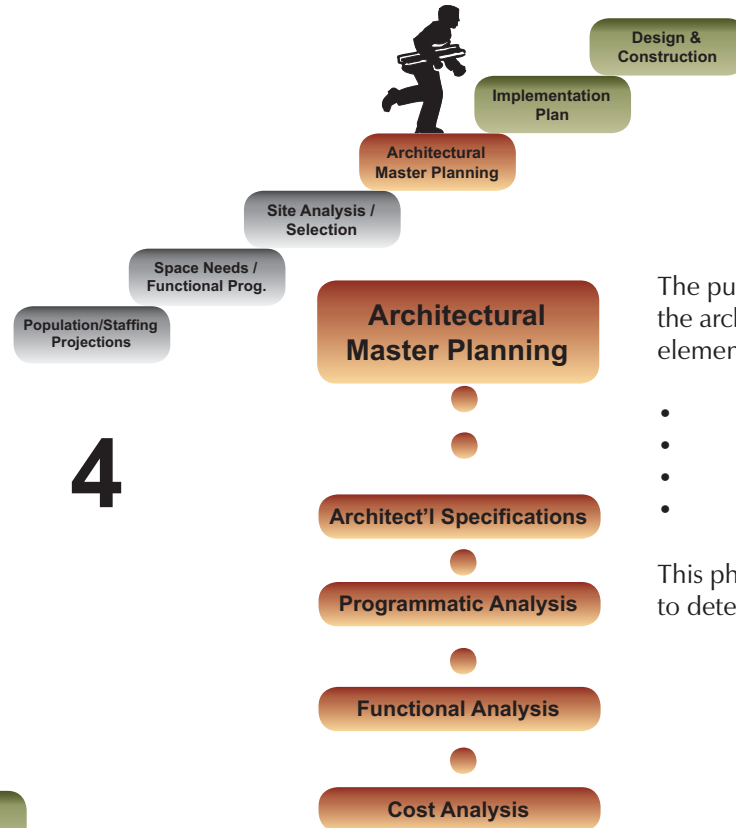 Design &
Construction
Implementation
Plan
Architectural
Master Planning
Site Analysis /
Selection
Space Needs /
Functional Prog.
Population/Staffing
Projections
4
Architectural
Master Planning
Architect'l Specifications
Programmatic Analysis
Functional Analysis
Cost Analysis
The pu
the arch
elemen
•
•
•
•
This ph
to dete